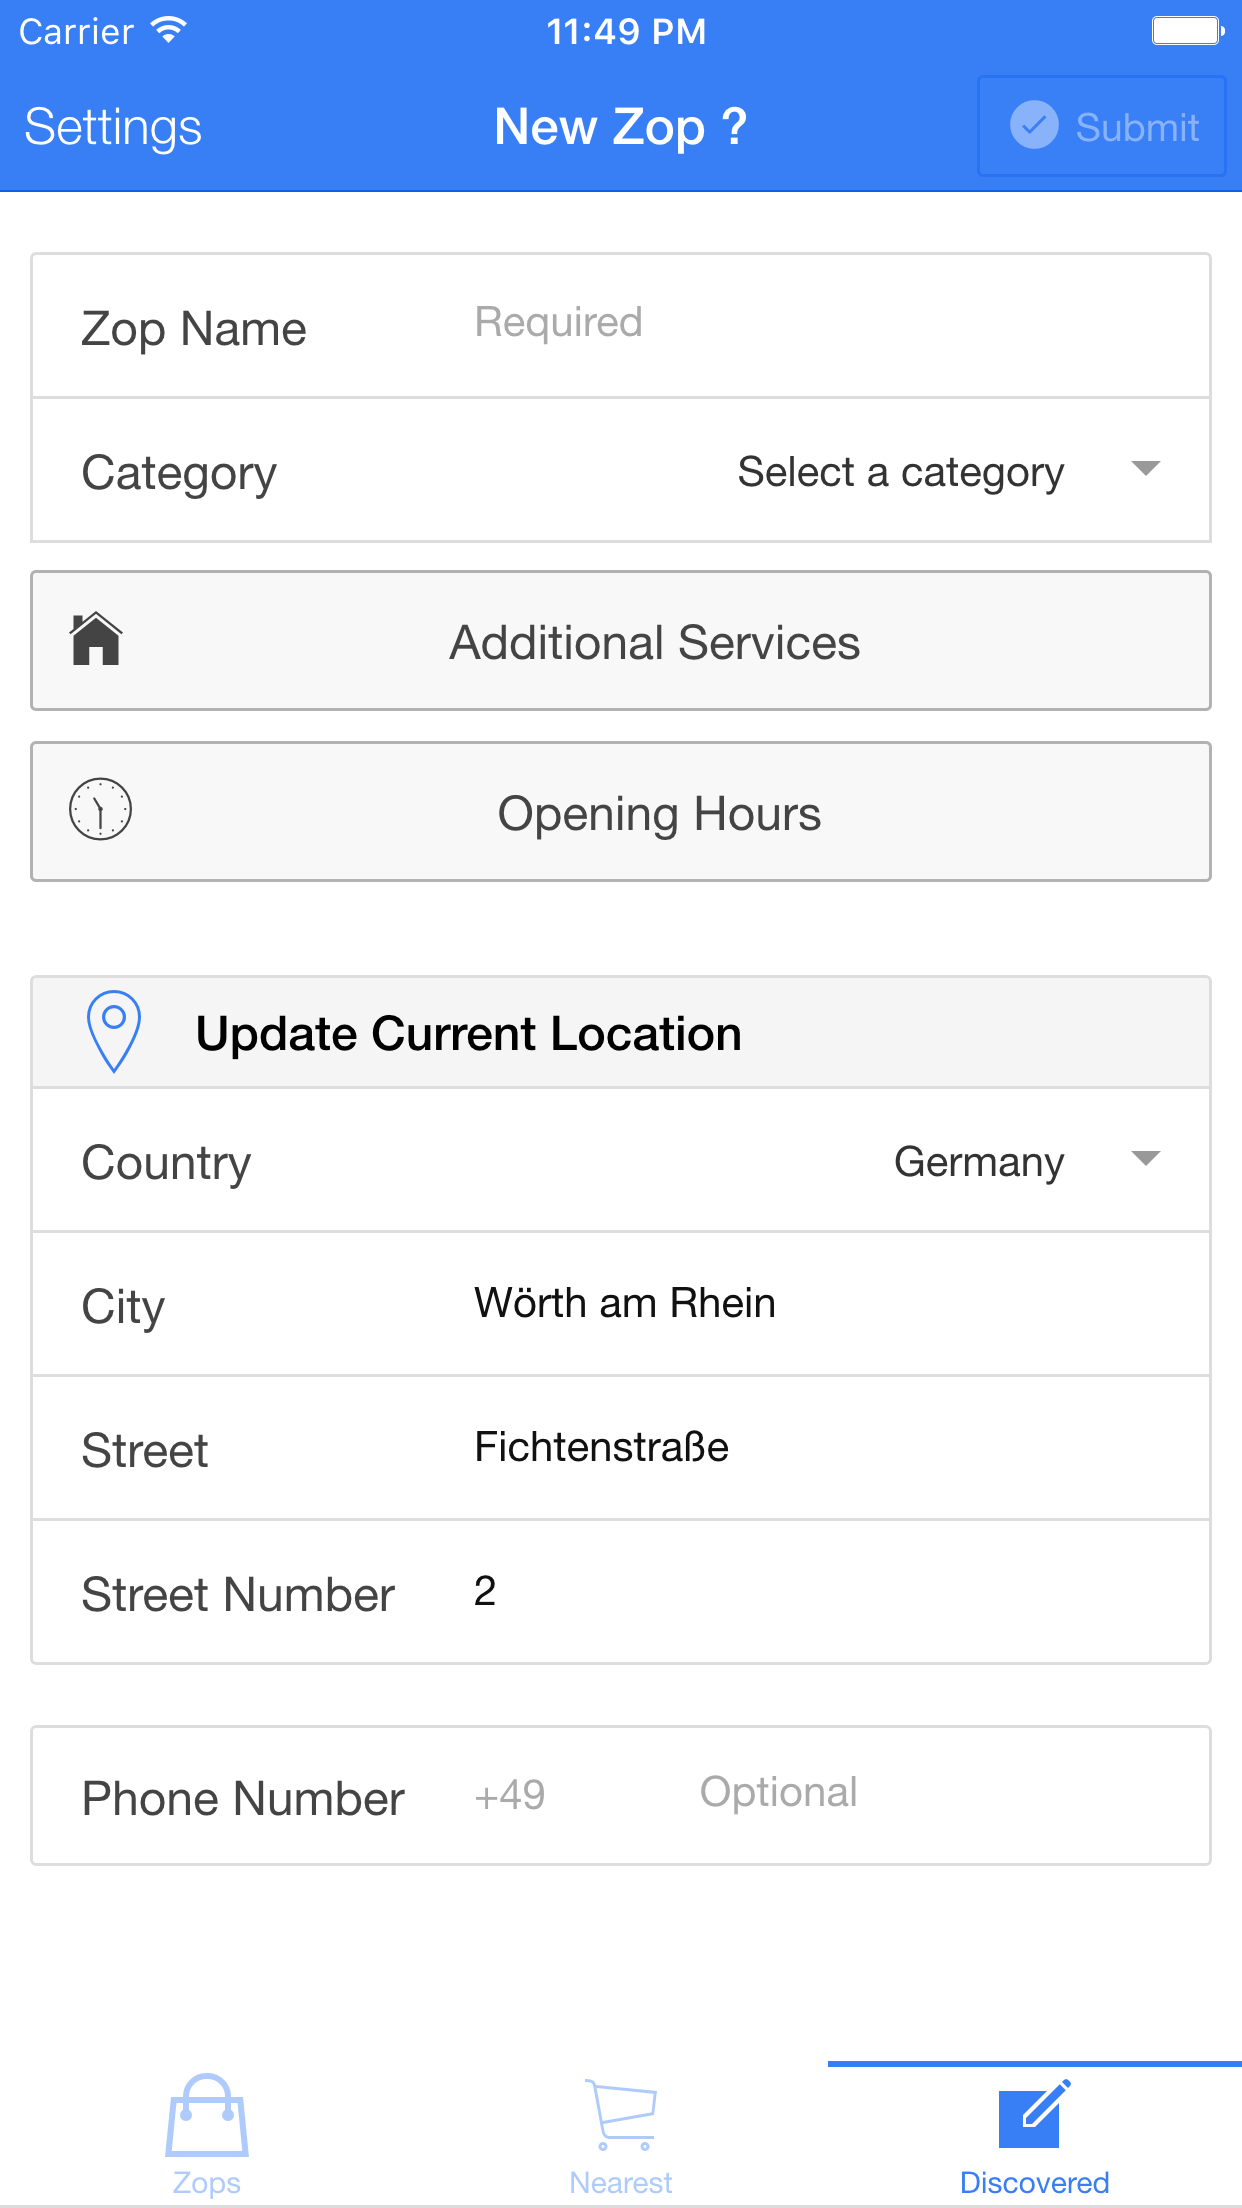 Carrier 11:49 PM
Settings New Zop ? Submit
Zop Name Required
Category Select a category
Additional Services
Opening Hours
Update Current Location
Country Germany
City Wörth am Rhein
Street Fichtenstraße
Street Number 2
Phone Number +49 Optional
Zops Nearest Discovered